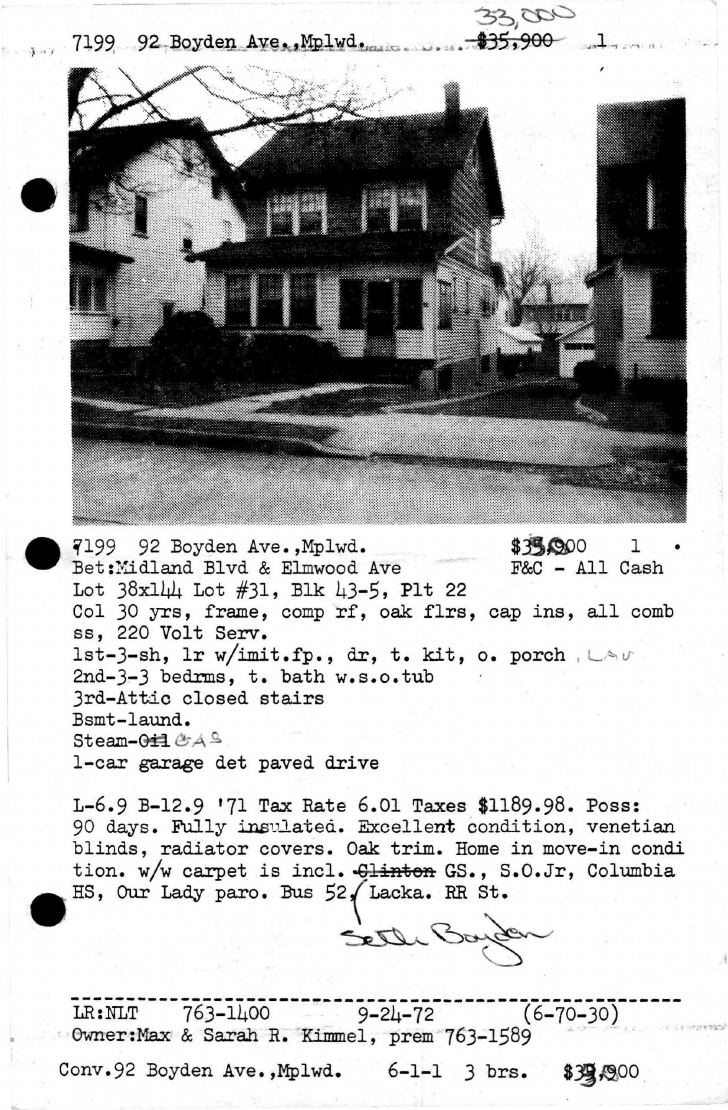 33,000
7199 92 Boyden Ave.,Mplwd. $35,900 1
7199 92 Boyden Ave.,Mplwd. 1
Bet:Midland Blvd & Elmwood Ave F&C - All Cash
Lot 38x144 Lot #31, Blk 43-5, Plt 22
Col 30 yrs, frame, comp rf, oak flrs, cap ins, all comb
ss, 220 Volt Serv.
1st-3-sh, lr w/imit.fp., dr, t. kit, o. porch , LAV
2nd-3-3 bedrms, t. bath w.s.o.tub
3rd-Attic closed stairs
Bsmt-laund.
Steam-Oil GAS
1-car garage det paved drive
L-6.9 B-12.9 '71 Tax Rate 6.01 Taxes $1189.98. Poss:
90 days. Fully insulated. Excellent condition, venetian
blinds, radiator covers. Oak trim. Home in move-in condi
tion. w/w carpet is incl. Clinton GS., S.O.Jr, Columbia
HS, Our Lady paro. Bus 52, Lacka. RR St.
Seth Boyden
LR:NLT 763-1400 9-24-72 (6-70-30)
Owner:Max & Sarah R. Kimmel, prem 763-1589
Conv.92 Boyden Ave.,Mplwd. 6-1-1 3 brs.